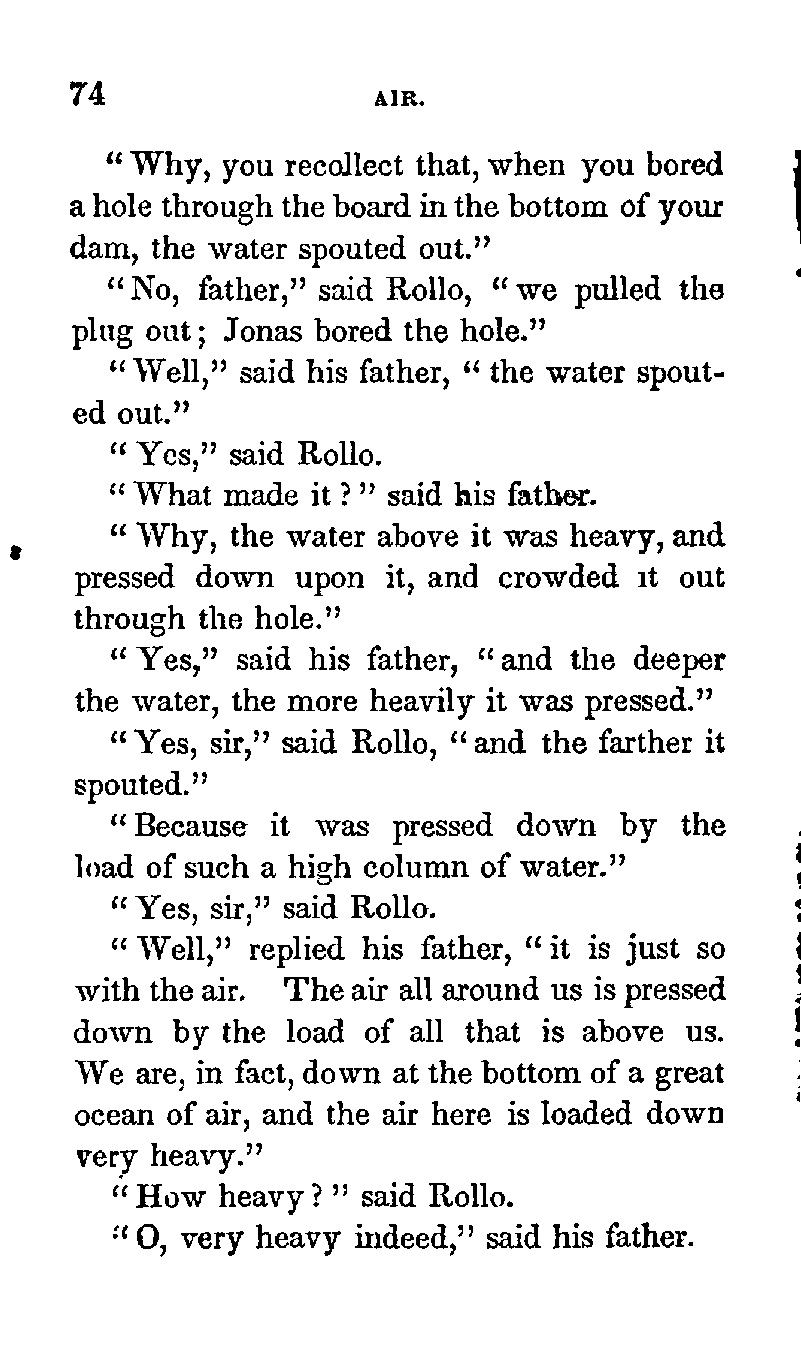 74 AIR.
“Why, you recollect that, when you bored
a hole through the board in the bottom of your
dam, the water spouted out.”
“No, father,” said Rollo, “we pulled the
plug out; Jonas bored the hole.”
“Well,” said his father, “the water spout-
ed out.”
“Yes,” said Rollo.
“What made it?” said his father.
“Why, the water above it was heavy, and
pressed down upon it, and crowded it out
through the hole.”
“Yes,” said his father, “and the deeper
the water, the more heavily it was pressed.”
“Yes, sir,” said Rollo, “and the farther it
spouted.”
“Because it was pressed down by the
load of such a high column of water.”
“Yes, sir,” said Rollo.
“Well,” replied his father, “it is just so
with the air. The air all around us is pressed
down by the load of all that is above us.
We are, in fact, down at the bottom of a great
ocean of air, and the air here is loaded down
very heavy.”
“How heavy?” said Rollo.
“O, very heavy indeed,” said his father.